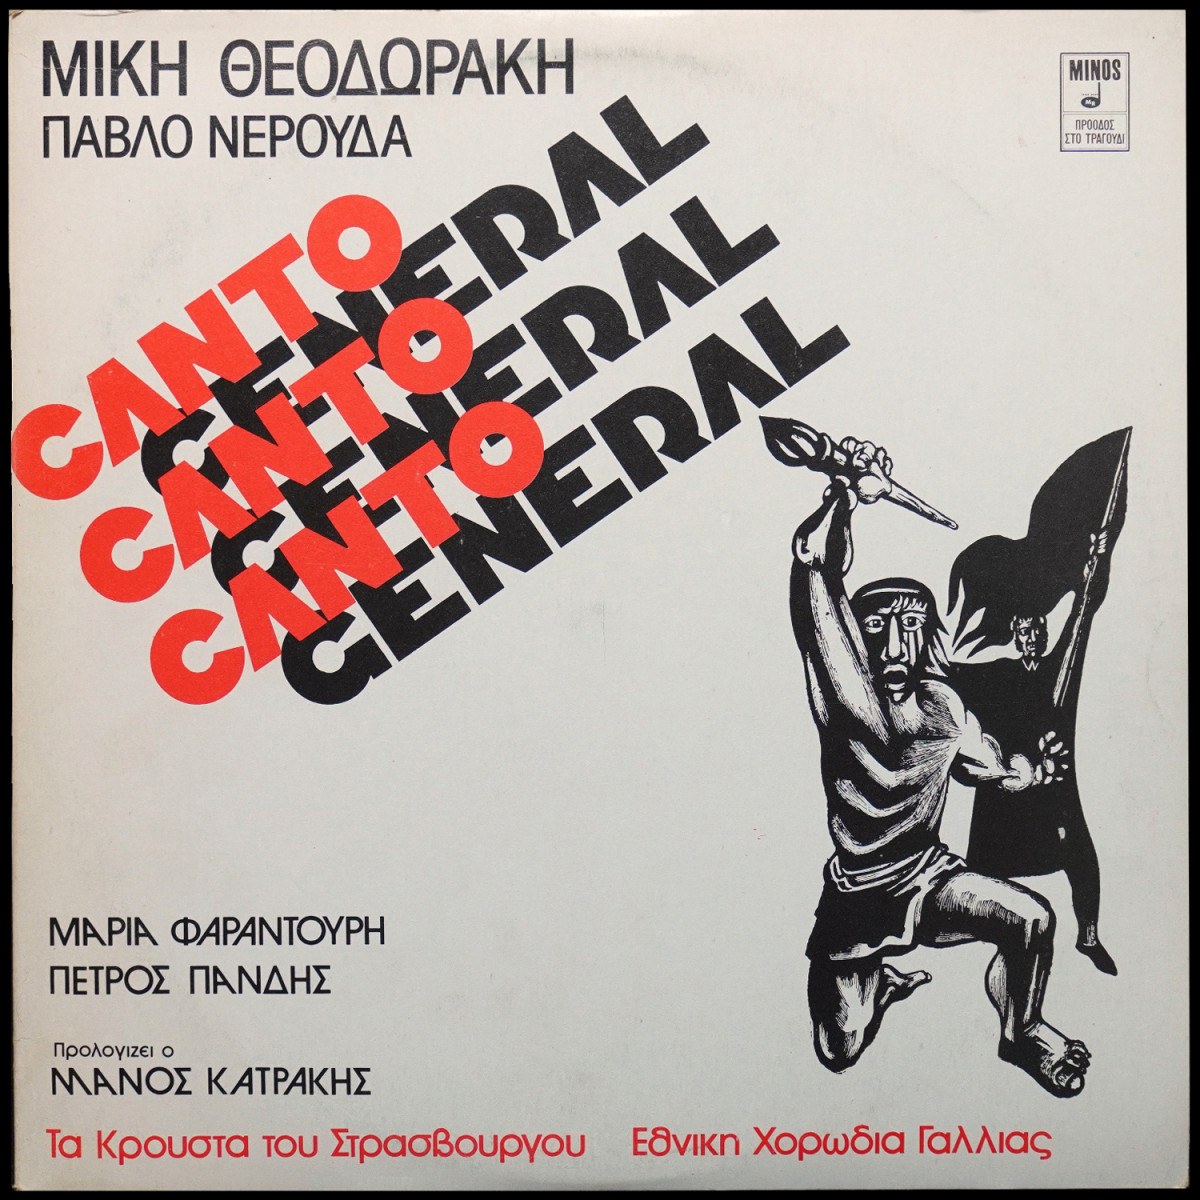 ΜΙΚΗ ΘΕΟΔΩΡΑΚΗ
ΠΑΒΛΟ ΝΕΡΟΥΔΑ
MINOS
ΠΡΟΟΔΟΣ
ΣΤΟ ΤΡΑΓΟΥΔΙ
CANTO
GENERAL
CANTO
GENERAL
CANTO
GENERAL
ΜΑΡΙΑ ΦΑΡΑΝΤΟΥΡΗ
ΠΕΤΡΟΣ ΠΑΝΔΗΣ
Προλογιζει ο
ΜΑΝΟΣ ΚΑΤΡΑΚΗΣ
Τα Κρουστα του Στρασβουργου Εθνικη Χορωδια Γαλλιας